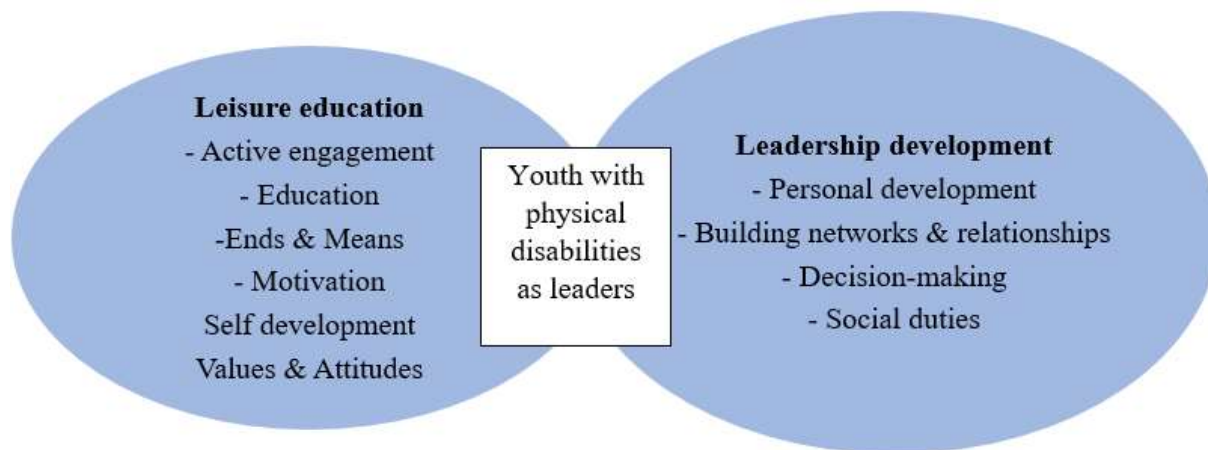 Leisure education
- Active engagement
- Education
-Ends & Means
- Motivation
Self development
Values & Attitudes
Youth with
physical
disabilities
as leaders
Leadership development
- Personal development
- Building networks & relationships
- Decision-making
- Social duties